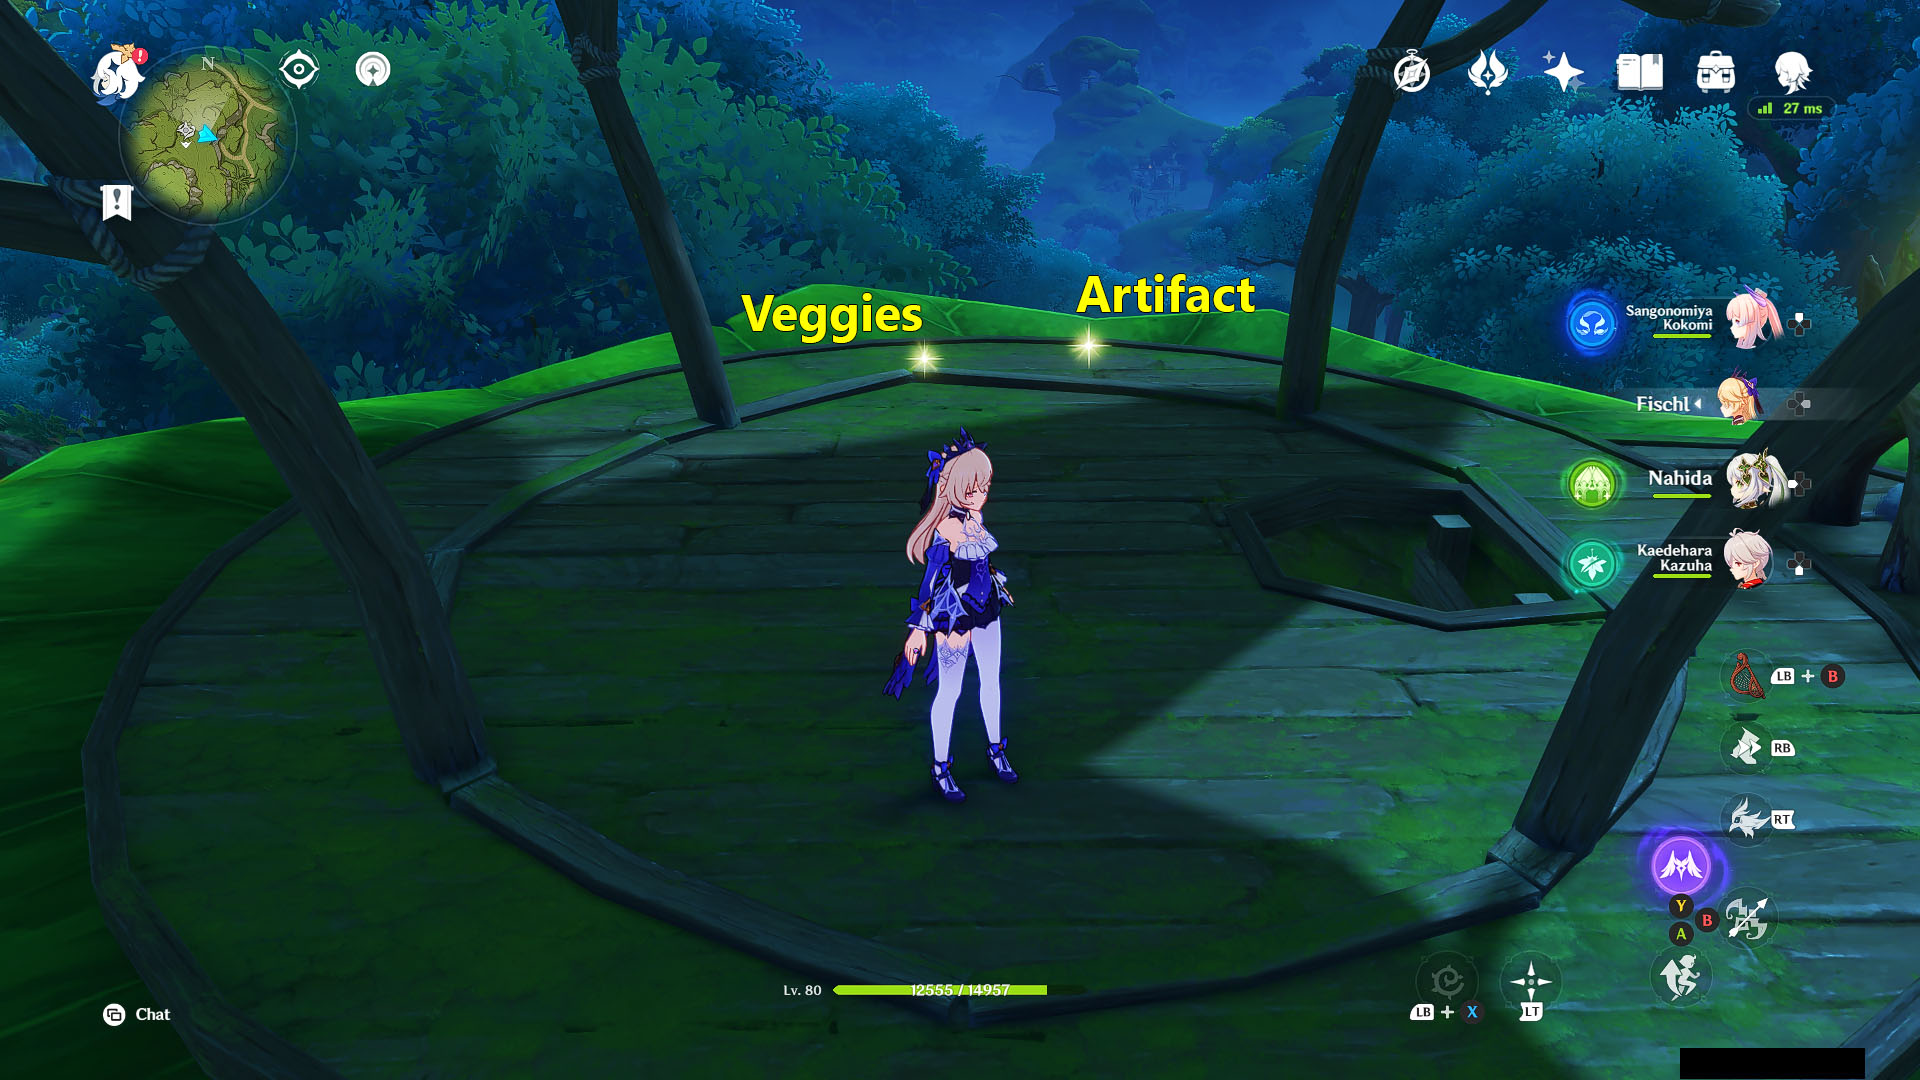 N
27 ms
Veggies
Artifact
Sangonomiya
Kokomi
Fischl
Nahida
Kaedehara
Kazuha
LB + B
RB
RT
Y
B
A
Lv. 80
12555 / 14957
LB + X
LT
Chat